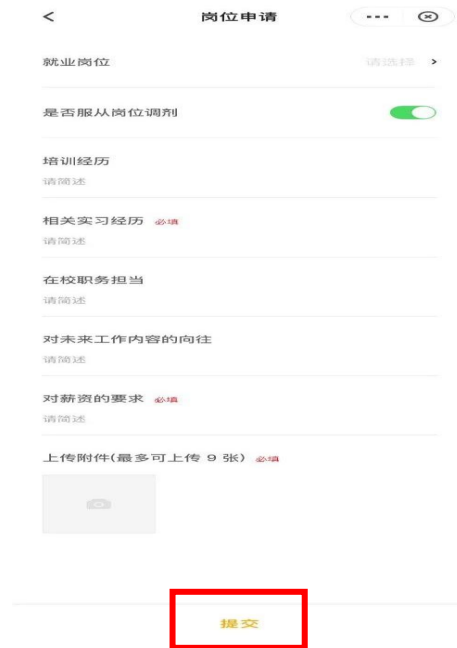 岗位申请
就业岗位 请选择
是否服从岗位调剂
培训经历
请简述
相关实习经历 必填
请简述
在校职务担当
请简述
对未来工作内容的向往
请简述
对薪资的要求 必填
请简述
上传附件(最多可上传 9 张) 必填
提交